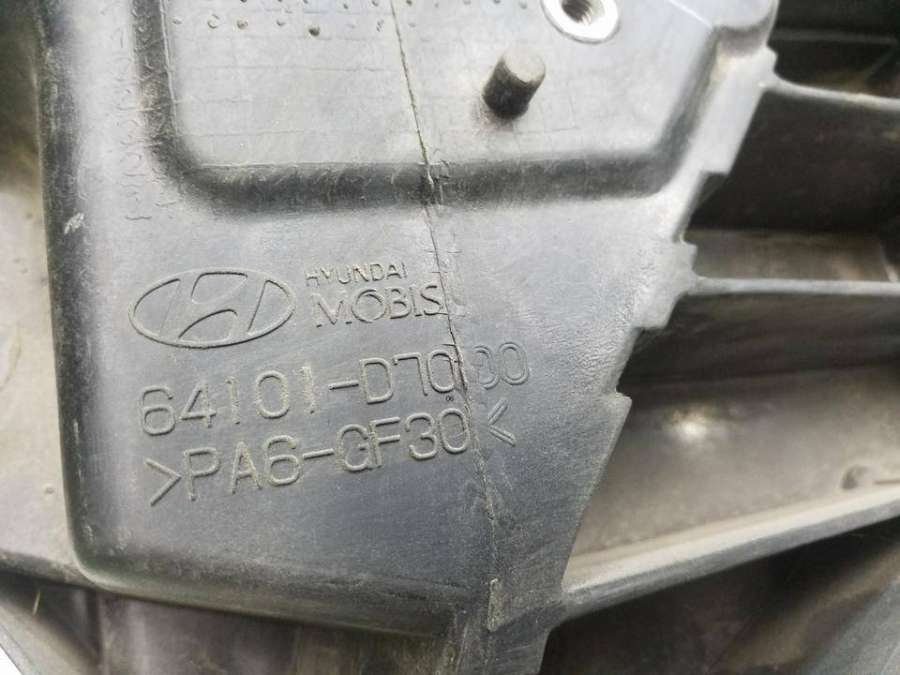 HYUNDAI
MOBIS
64101-D7000
>PA6-GF30<